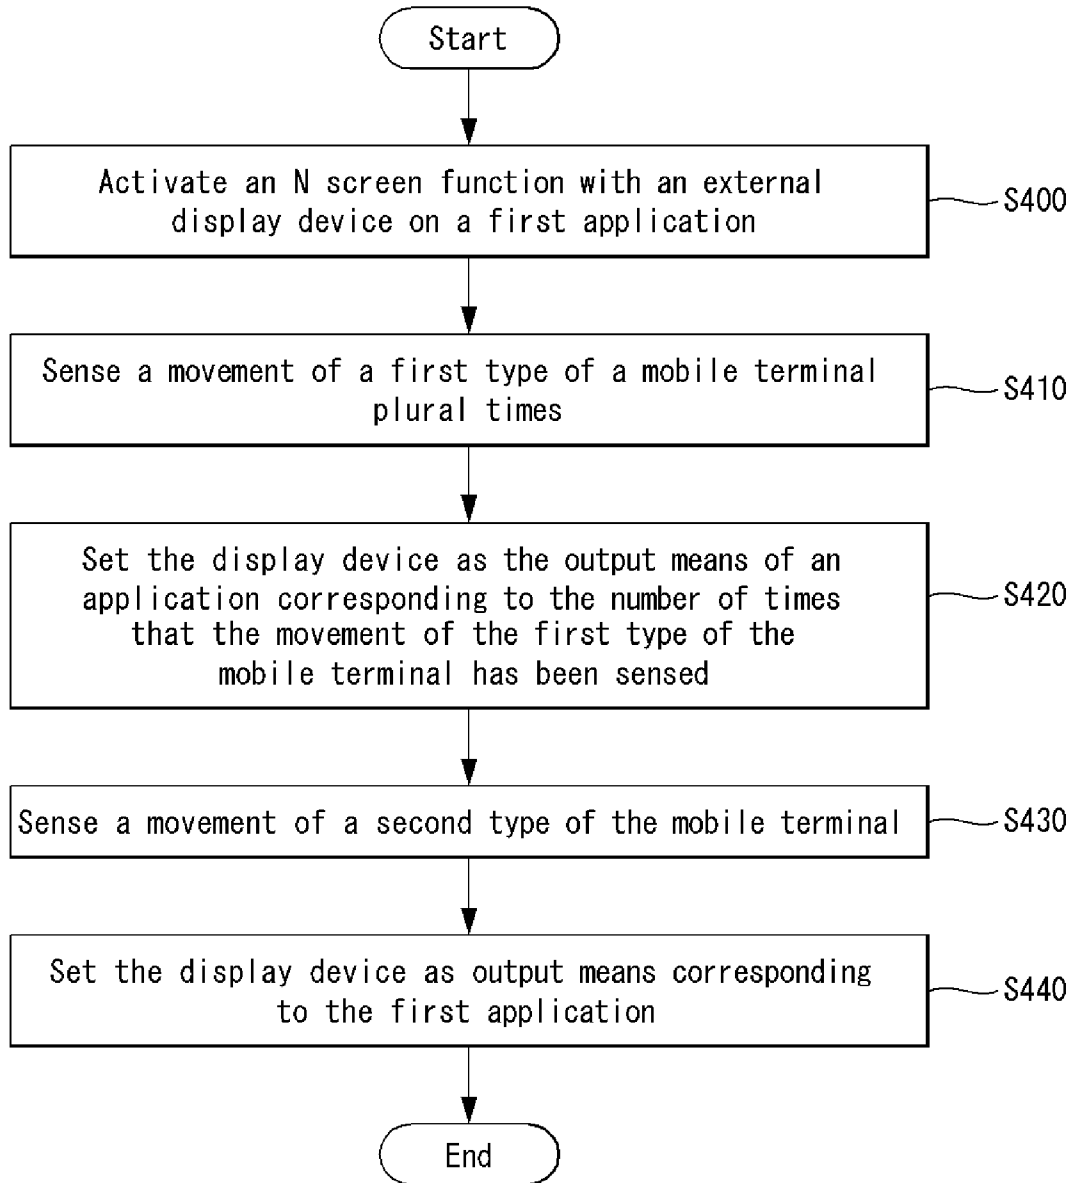 Start
Activate an N screen function with an external
display device on a first application
S400
Sense a movement of a first type of a mobile terminal
plural times
S410
Set the display device as the output means of an
application corresponding to the number of times
that the movement of the first type of the
mobile terminal has been sensed
S420
Sense a movement of a second type of the mobile terminal
S430
Set the display device as output means corresponding
to the first application
S440
End